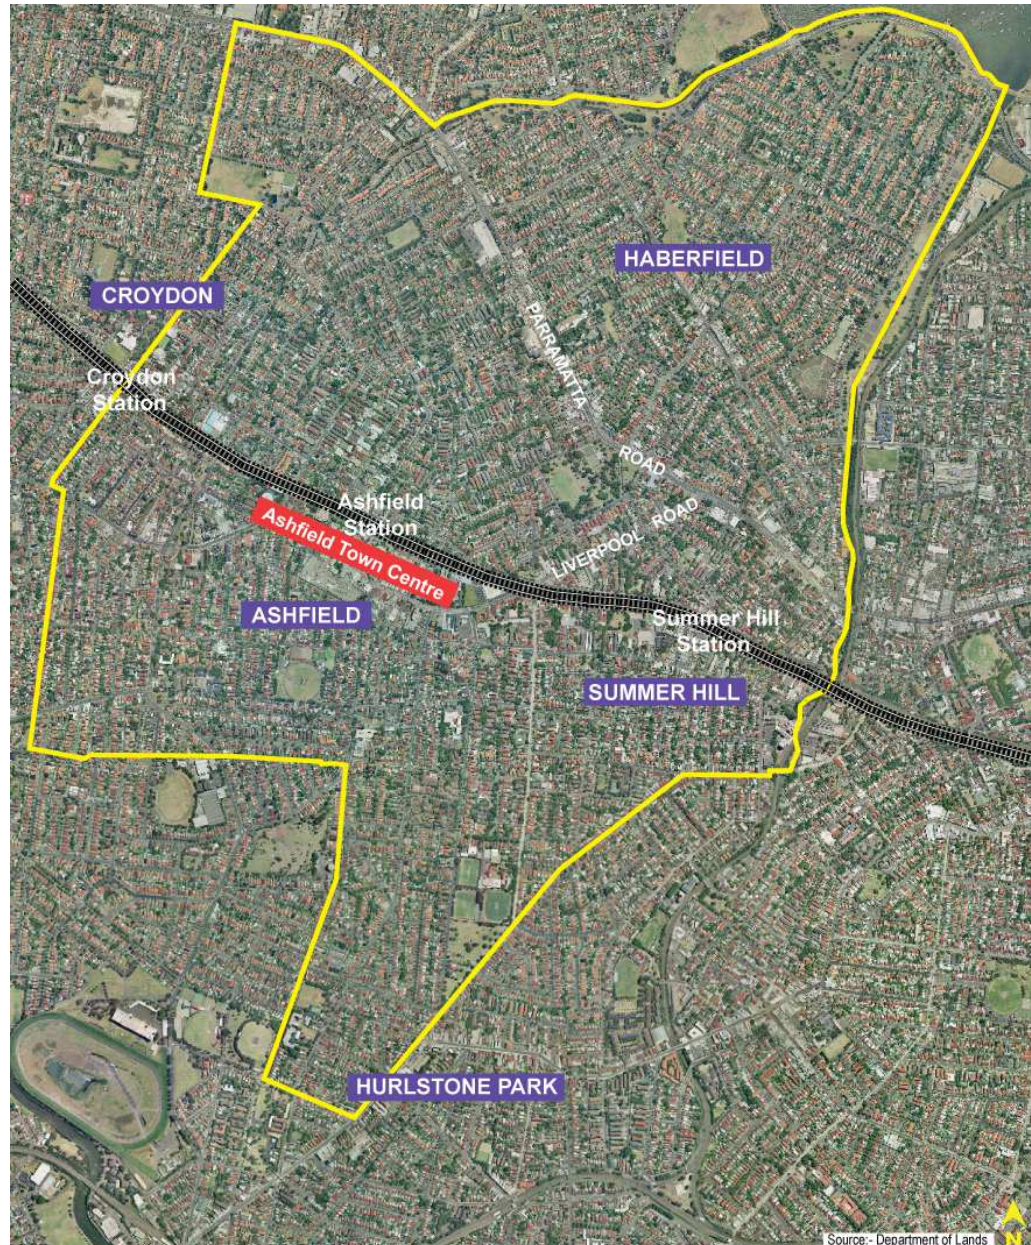 HABERFIELD
CROYDON
PARRAMATTA
ROAD
Croydon
Station
Ashfield
Station
LIVERPOOL ROAD
Ashfield Town Centre
ASHFIELD
Summer Hill
Station
SUMMER HILL
HURLSTONE PARK
Source:- Department of Lands
N